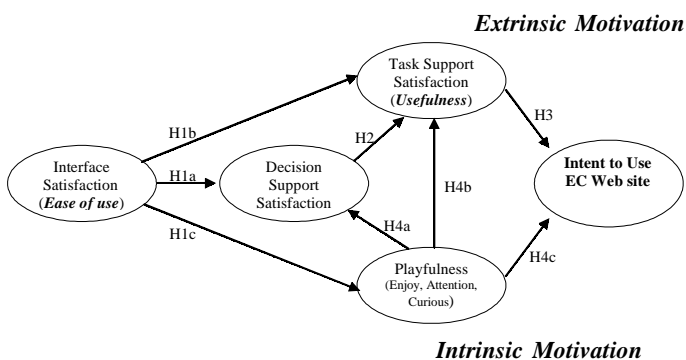 Extrinsic Motivation
Task Support
Satisfaction
(Usefulness)
H1b
H2
H3
Interface
Satisfaction
(Ease of use)
H1a
Decision
Support
Satisfaction
H4b
Intent to Use
EC Web site
H1c
H4a
H4c
Playfulness
(Enjoy, Attention,
Curious)
Intrinsic Motivation